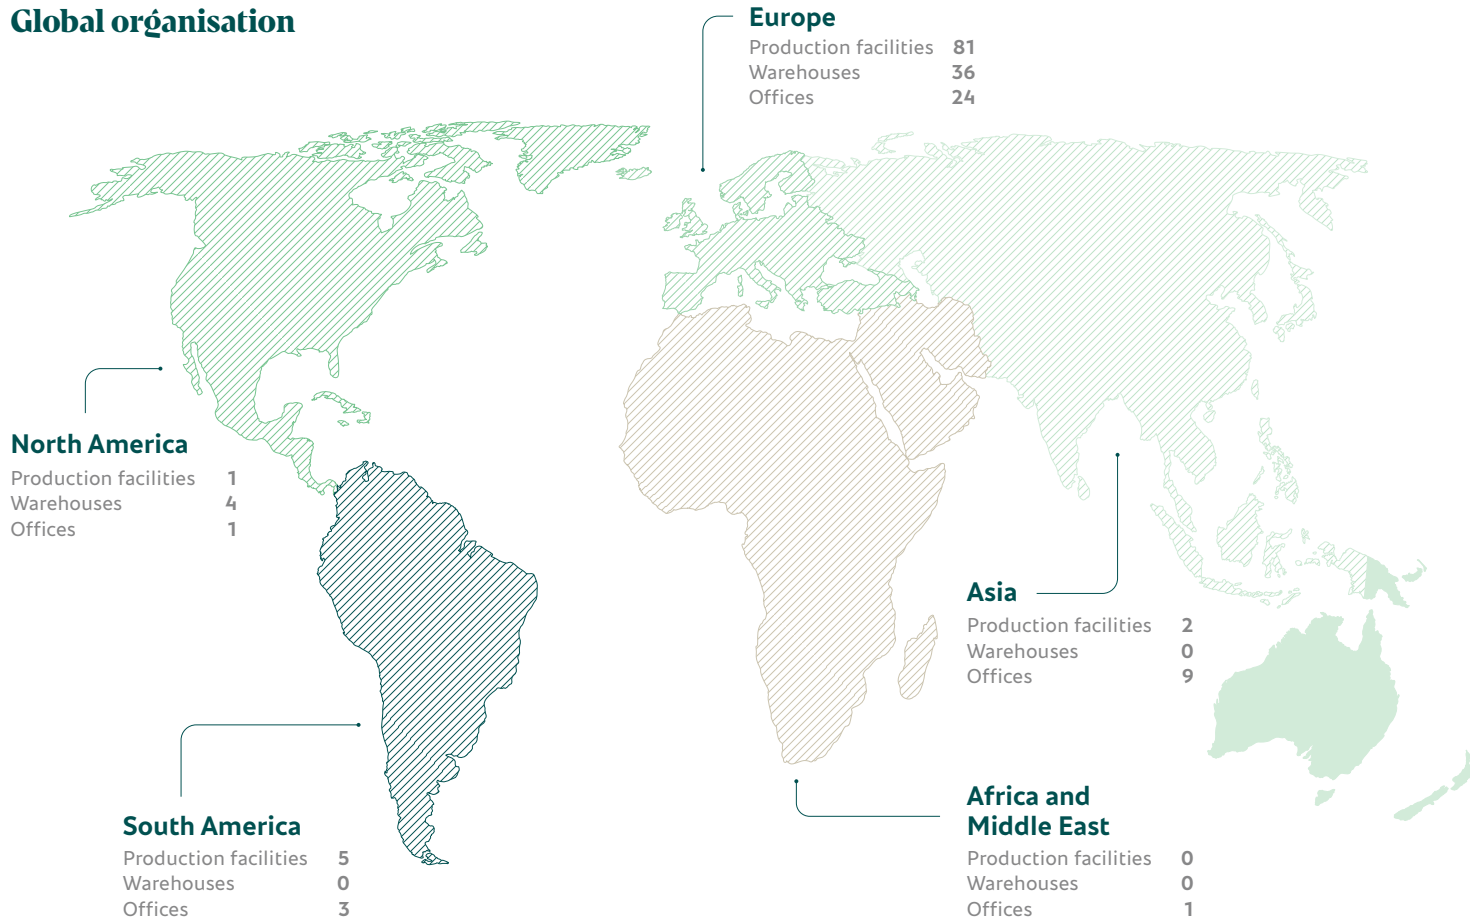 Global organisation
Europe
Production facilities 81
Warehouses 36
Offices 24
North America
Production facilities 1
Warehouses 4
Offices 1
Asia
Production facilities 2
Warehouses 0
Offices 9
South America
Production facilities 5
Warehouses 0
Offices 3
Africa and
Middle East
Production facilities 0
Warehouses 0
Offices 1